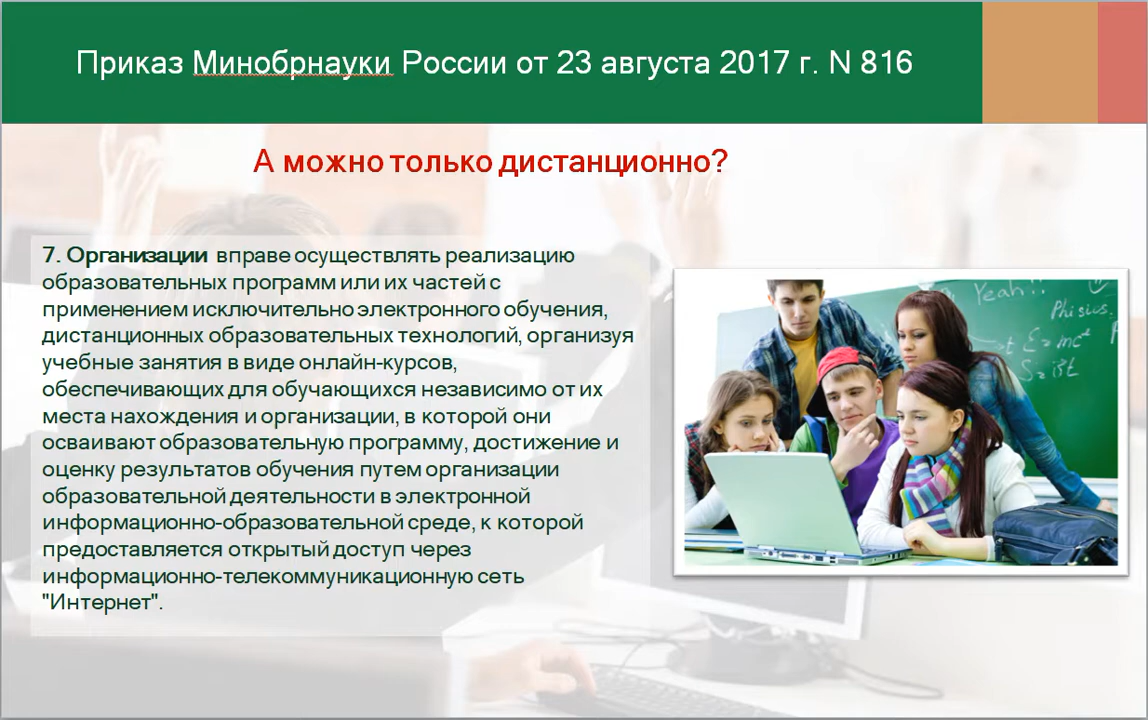 Приказ Минобрнауки России от 23 августа 2017 г. N 816
А можно только дистанционно?
7. Организации вправе осуществлять реализацию
образовательных программ или их частей с
применением исключительно электронного обучения,
дистанционных образовательных технологий, организуя
учебные занятия в виде онлайн-курсов,
обеспечивающих для обучающихся независимо от их
места нахождения и организации, в которой они
осваивают образовательную программу, достижение и
оценку результатов обучения путем организации
образовательной деятельности в электронной
информационно-образовательной среде, к которой
предоставляется открытый доступ через
информационно-телекоммуникационную сеть
"Интернет".
Yeah!!
Phisics.